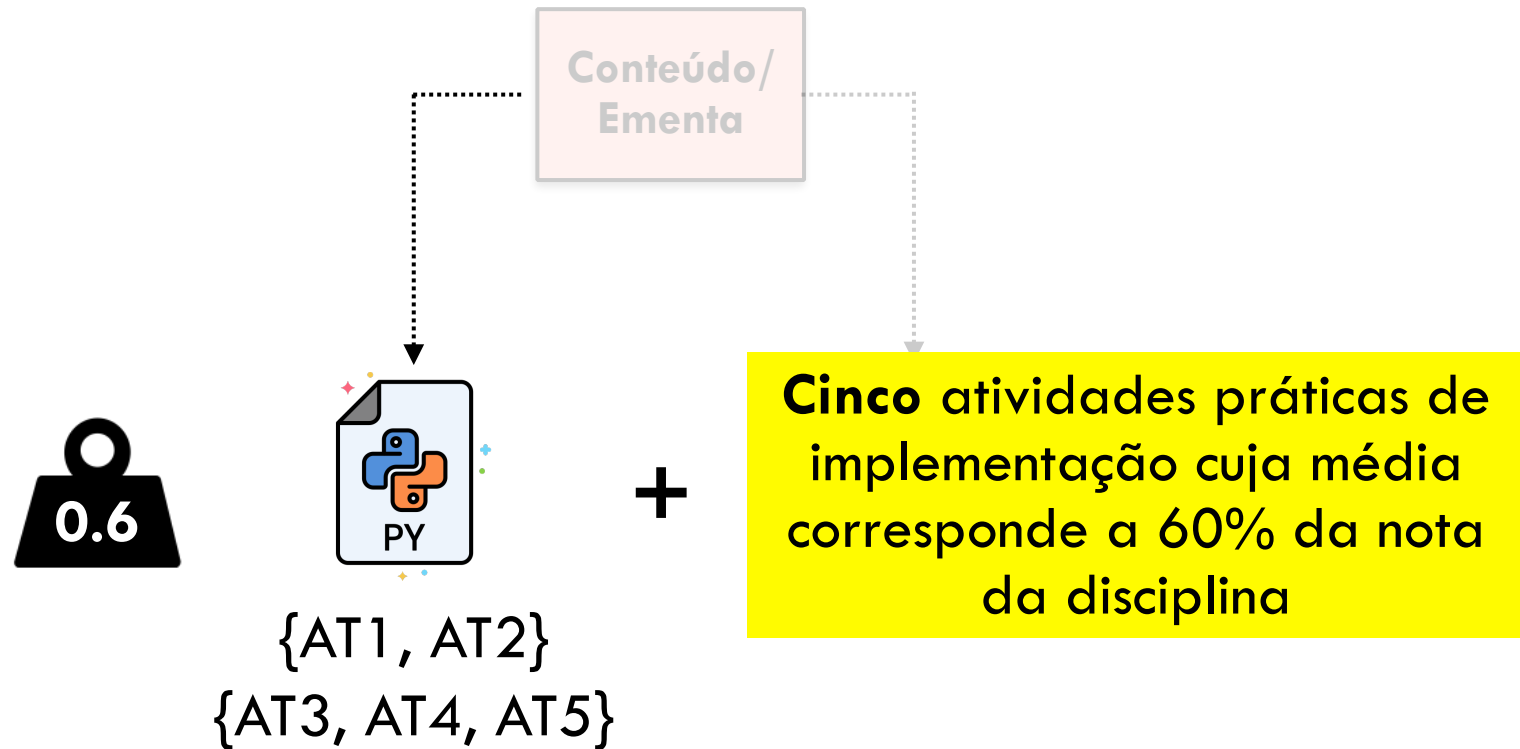 Conteúdo/
Ementa
0.6
PY
+
Cinco atividades práticas de
implementação cuja média
corresponde a 60% da nota
da disciplina
{AT1, AT2}
{AT3, AT4, AT5}